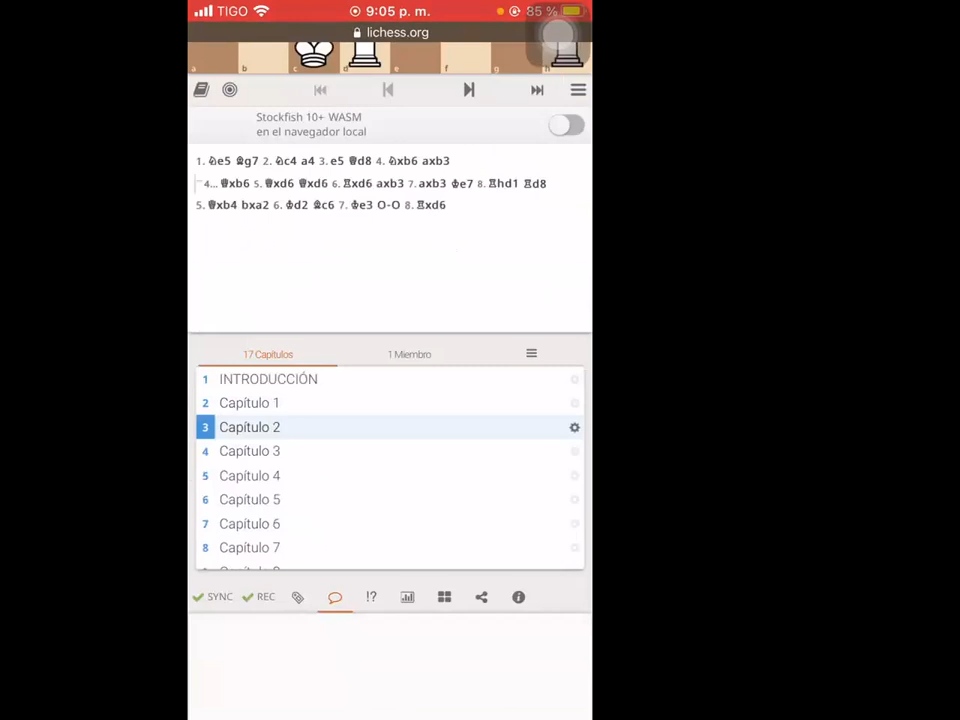 TIGO 9:05 p. m. 85 %
lichess.org
a b c d e f g h
Stockfish 10+ WASM
en el navegador local
1. ♘e5 ♝g7 2. ♘c4 a4 3. e5 ♛d8 4. ♘xb6 axb3
4... ♛xb6 5. ♕xd6 ♛xd6 6. ♖xd6 axb3 7. axb3 ♚e7 8. ♖hd1 ♜d8
5. ♕xb4 bxa2 6. ♔d2 ♝c6 7. ♔e3 O-O 8. ♖xd6
17 Capítulos 1 Miembro
1 INTRODUCCIÓN
2 Capítulo 1
3 Capítulo 2
4 Capítulo 3
5 Capítulo 4
6 Capítulo 5
7 Capítulo 6
8 Capítulo 7
SYNC REC !?